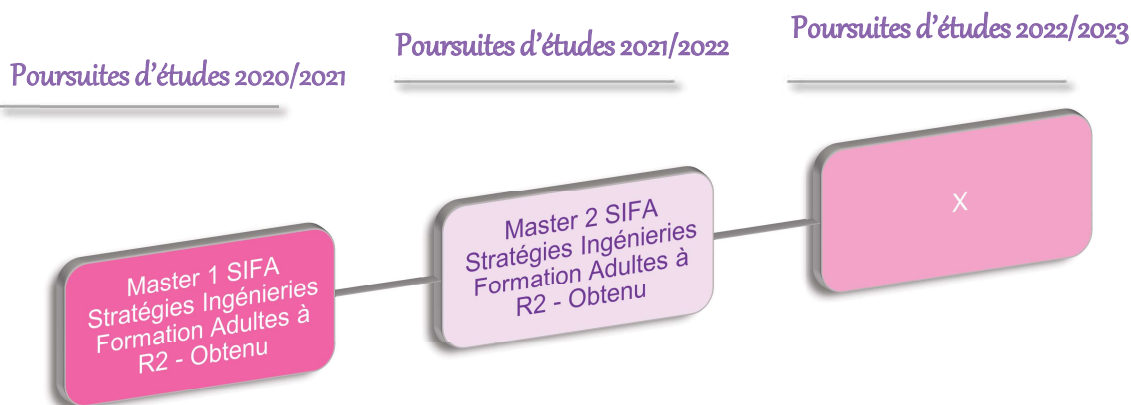 Poursuites d'études 2020/2021
Poursuites d'études 2021/2022
Poursuites d'études 2022/2023
Master 1 SIFA
Stratégies Ingénieries
Formation Adultes à
R2 - Obtenu
Master 2 SIFA
Stratégies Ingénieries
Formation Adultes à
R2 - Obtenu
X